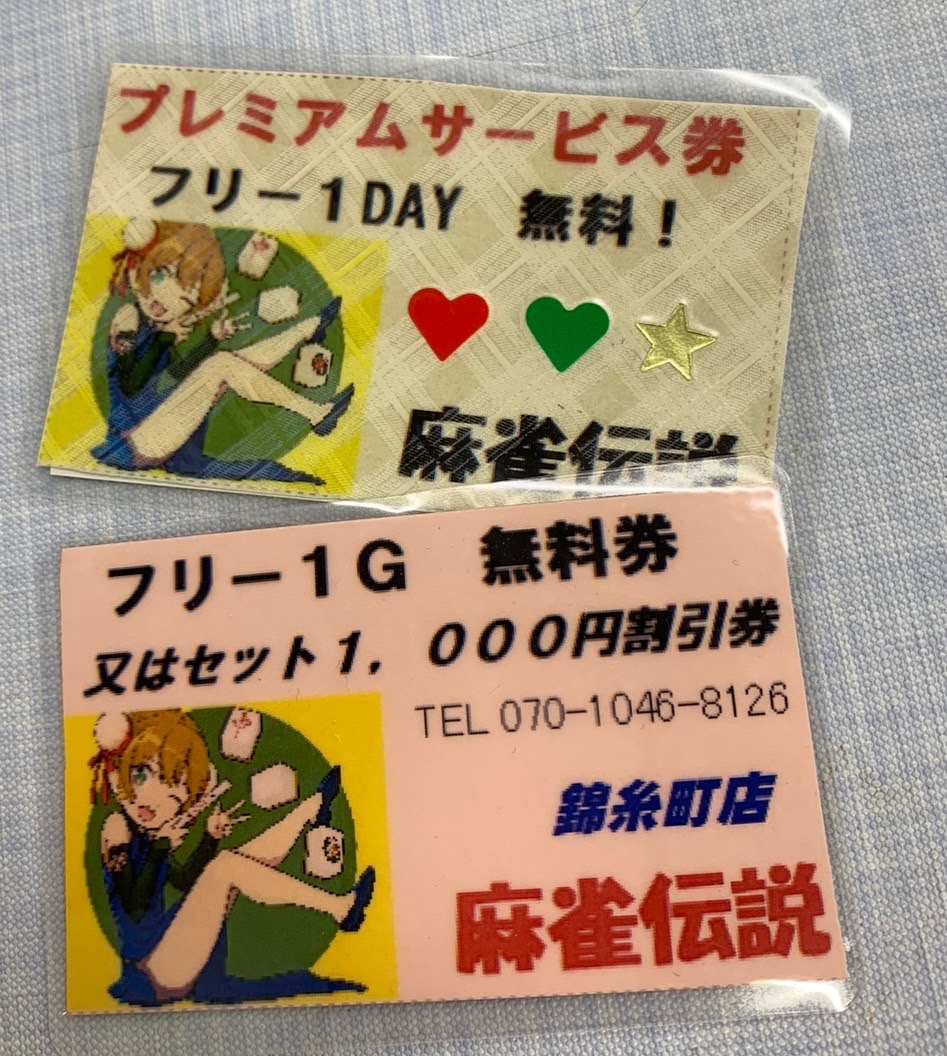 プレミアムサービス券
フリー１DAY　無料！
麻雀伝説
フリー１G　無料券
又はセット１，０００円割引券
TEL 070-1046-8126
錦糸町店
麻雀伝説